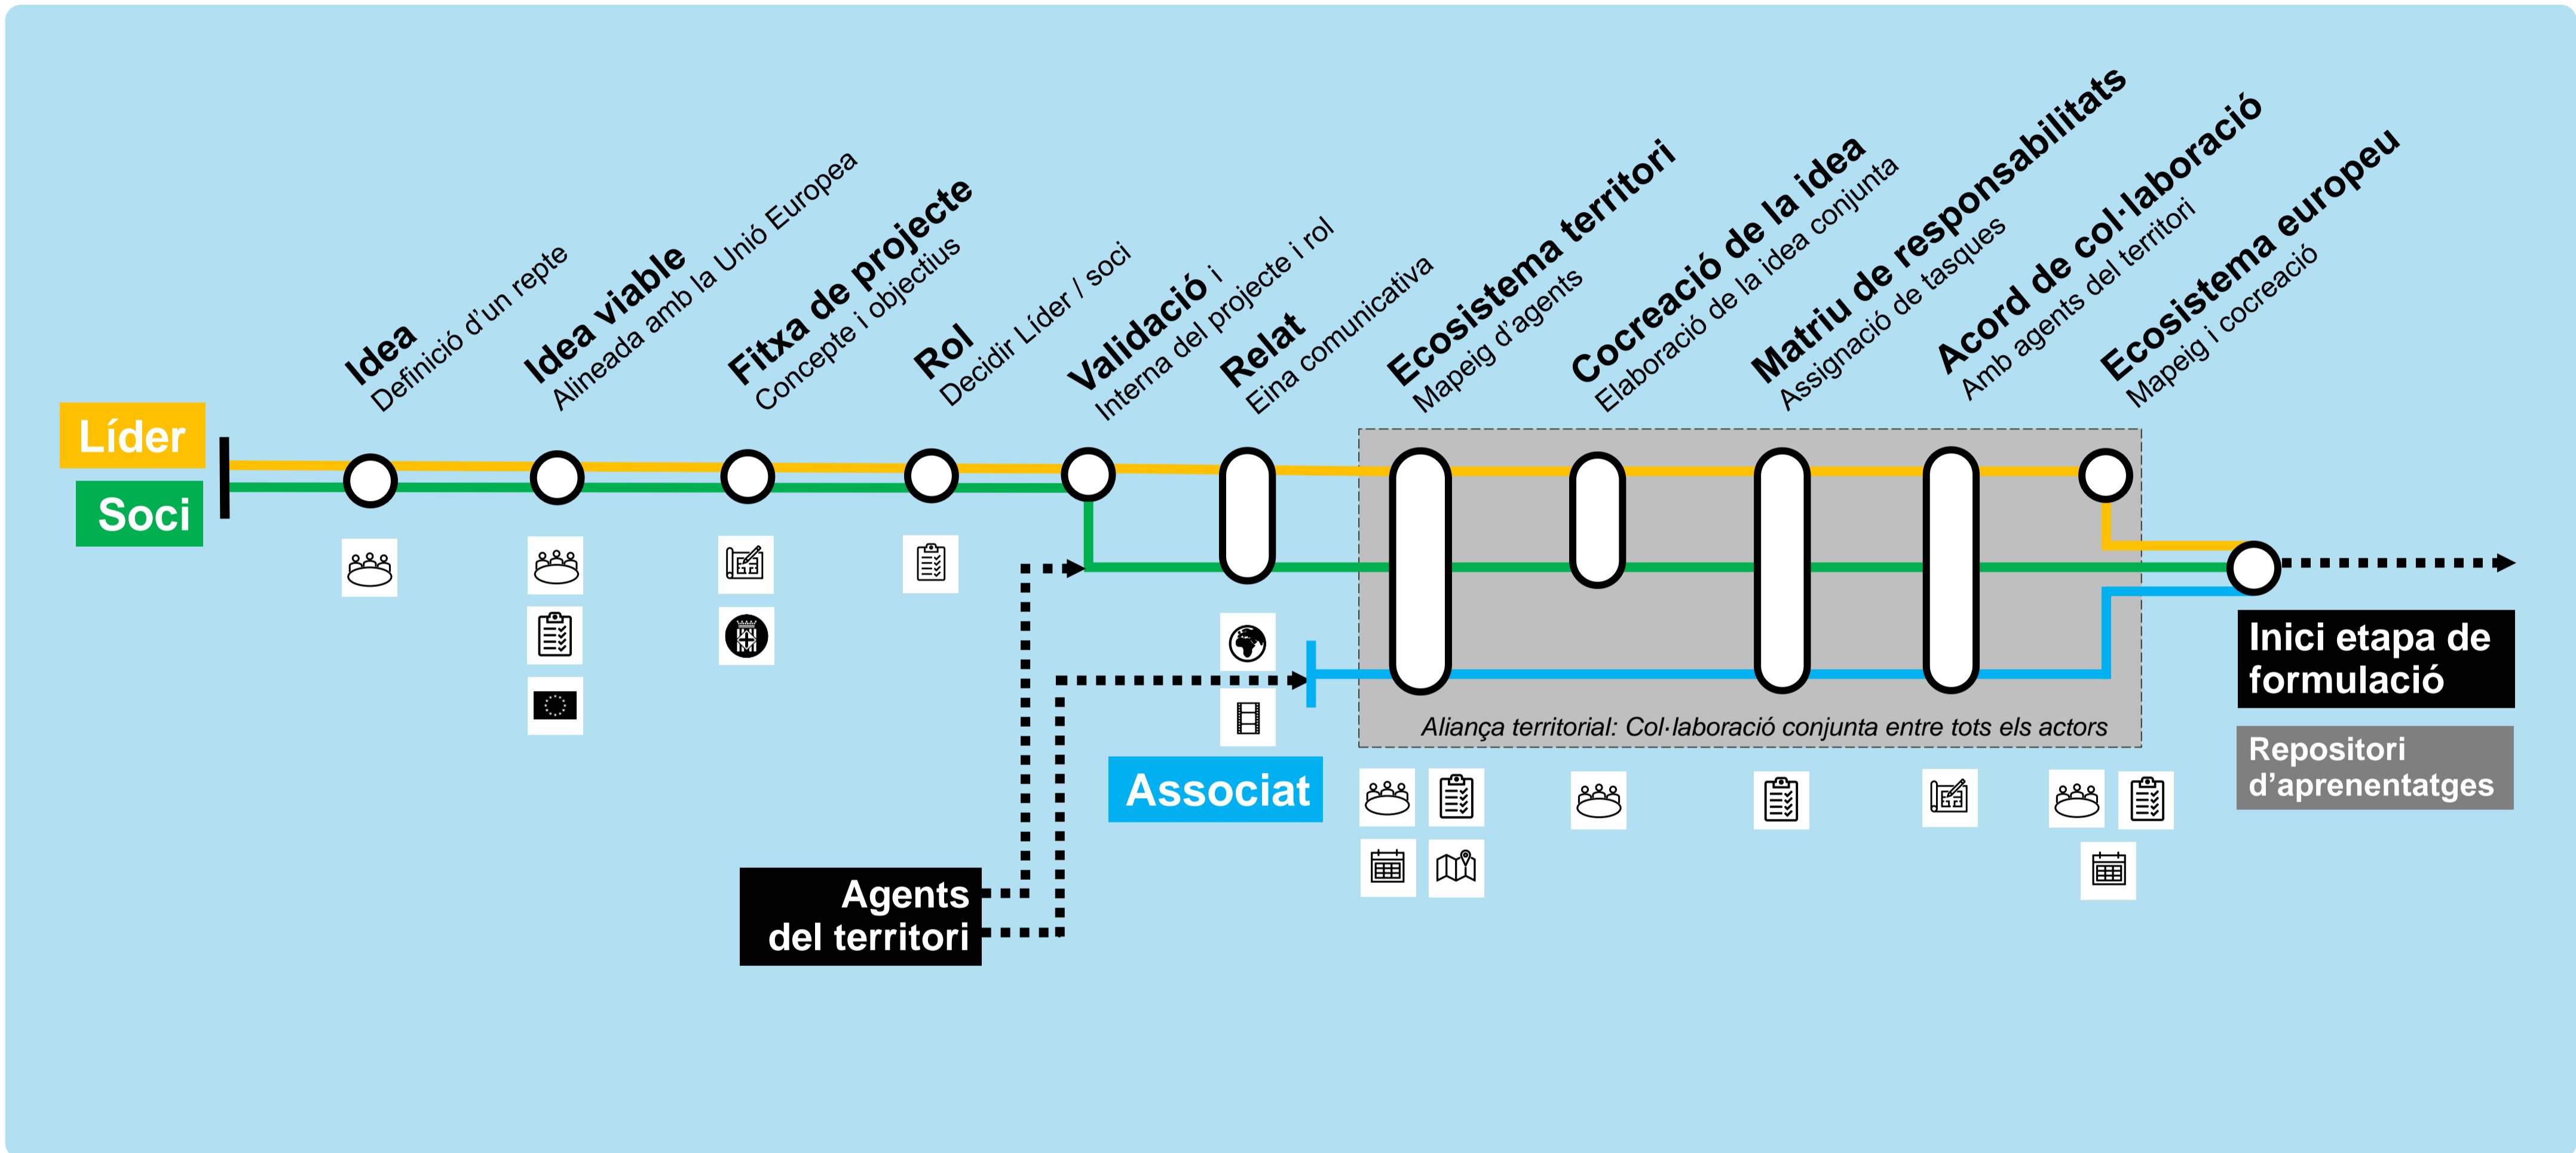 Idea
Definició d’un repte
Idea viable
Alineada amb la Unió Europea
Fitxa de projecte
Concepte i objectius
Rol
Decidir Líder / soci
Validació i
Interna del projecte i rol
Relat
Eina comunicativa
Ecosistema territori
Mapeig d’agents
Cocreació de la idea
Elaboració de la idea conjunta
Matriu de responsabilitats
Assignació de tasques
Acord de col·laboració
Amb agents del territori
Ecosistema europeu
Mapeig i cocreació
Líder
Soci
Aliança territorial: Col·laboració conjunta entre tots els actors
Inici etapa de
formulació
Repositori
d’aprenentatges
Associat
Agents
del territori